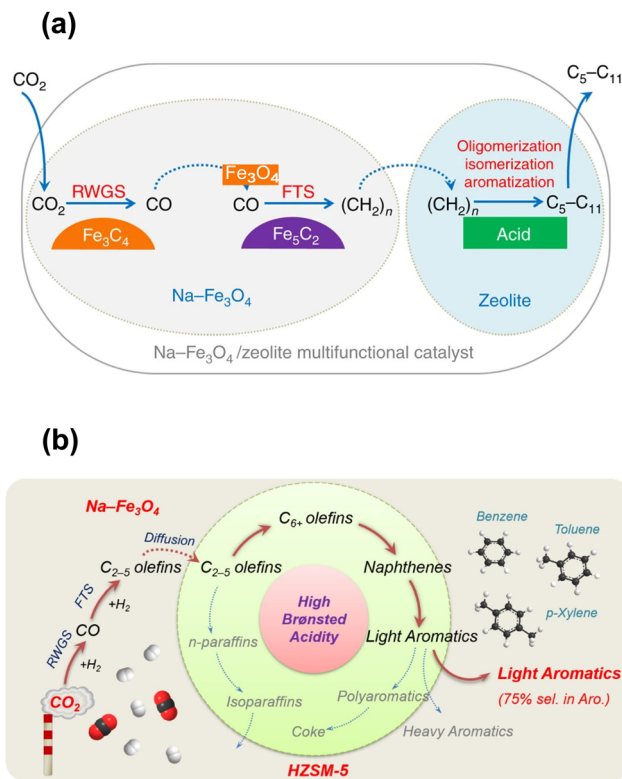 (a)
CO₂
C₅–C₁₁
Oligomerization
isomerization
aromatization
Fe₃O₄
RWGS
FTS
CO₂
CO
CO
(CH₂)ₙ
(CH₂)ₙ
C₅–C₁₁
Fe₃C₄
Fe₅C₂
Acid
Na–Fe₃O₄
Zeolite
Na–Fe₃O₄/zeolite multifunctional catalyst
(b)
Na–Fe₃O₄
C₆₊ olefins
Benzene
Toluene
Diffusion
C₂₋₅ olefins
C₂₋₅ olefins
Naphthenes
FTS
+H₂
High
Brønsted
Acidity
p-Xylene
CO
n-paraffins
Light Aromatics
RWGS
+H₂
Light Aromatics
(75% sel. in Aro.)
CO₂
Isoparaffins
Polyaromatics
Coke
Heavy Aromatics
HZSM-5